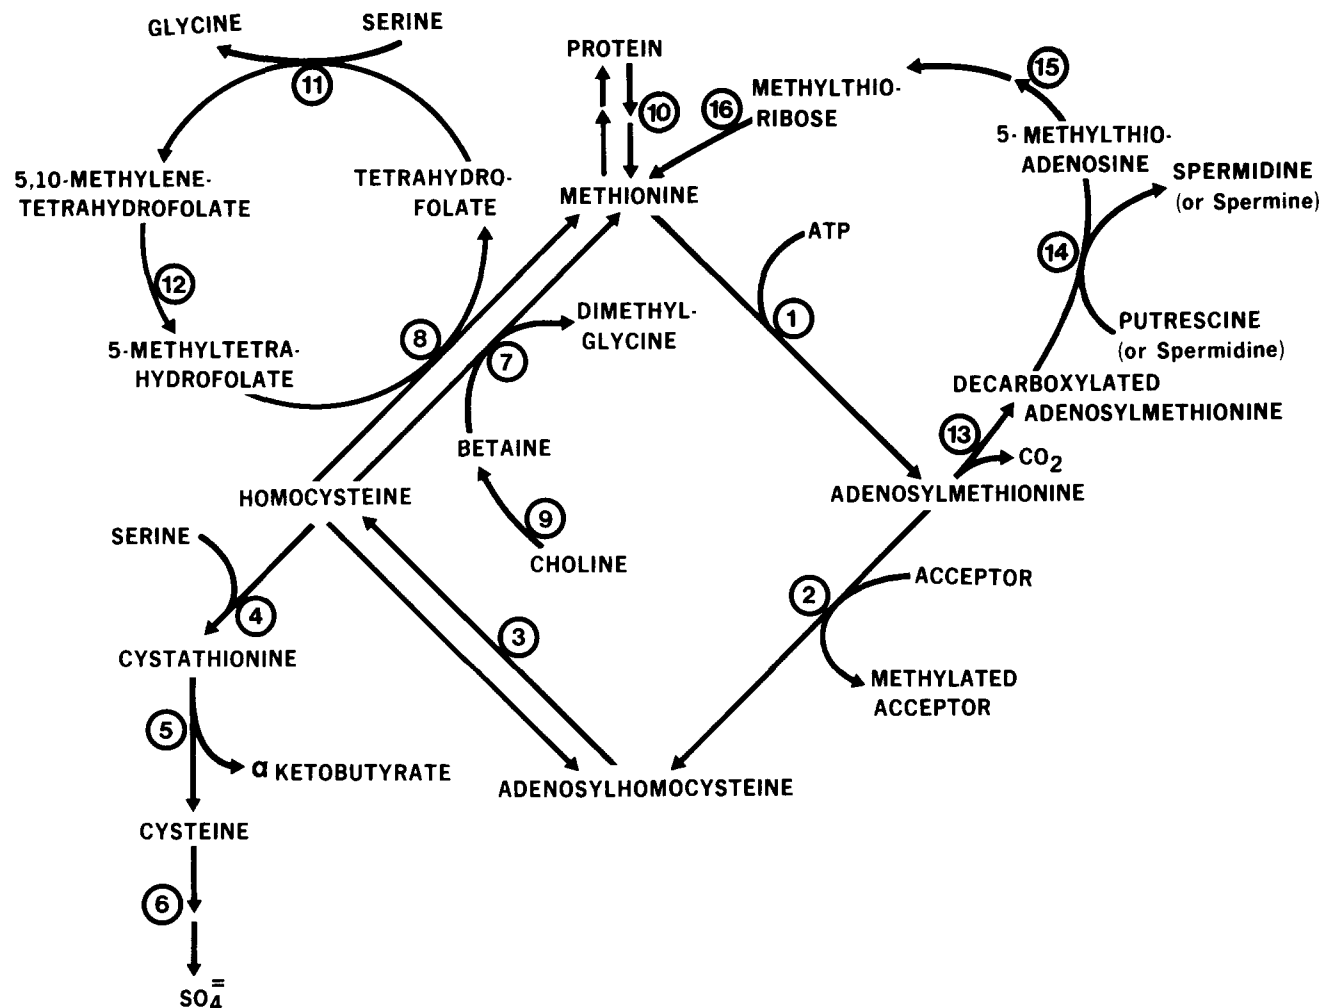 GLYCINE
SERINE
11
PROTEIN
10
16
METHYLTHIO-
RIBOSE
15
5-METHYLTHIO-
ADENOSINE
SPERMIDINE
(or Spermine)
5,10-METHYLENE-
TETRAHYDROFOLATE
TETRAHYDRO-
FOLATE
METHIONINE
ATP
14
12
PUTRESCINE
(or Spermidine)
5-METHYLTETRA-
HYDROFOLATE
8
7
DIMETHYL-
GLYCINE
1
DECARBOXYLATED
ADENOSYLMETHIONINE
13
CO2
BETAINE
HOMOCYSTEINE
ADENOSYLMETHIONINE
9
CHOLINE
SERINE
4
ACCEPTOR
2
3
CYSTATHIONINE
METHYLATED
ACCEPTOR
5
α KETOBUTYRATE
ADENOSYLHOMOCYSTEINE
CYSTEINE
6
SO4=